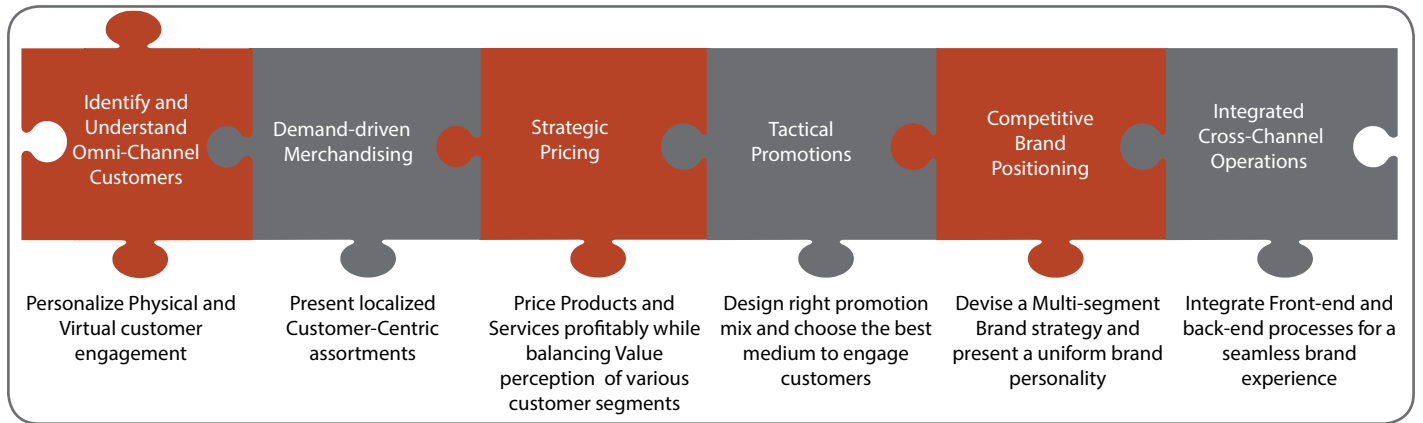 Identify and
Understand
Omni-Channel
Customers
Demand-driven
Merchandising
Strategic
Pricing
Tactical
Promotions
Competitive
Brand
Positioning
Integrated
Cross-Channel
Operations
Personalize Physical and
Virtual customer
engagement
Present localized
Customer-Centric
assortments
Price Products and
Services profitably while
balancing Value
perception of various
customer segments
Design right promotion
mix and choose the best
medium to engage
customers
Devise a Multi-segment
Brand strategy and
present a uniform brand
personality
Integrate Front-end and
back-end processes for a
seamless brand
experience